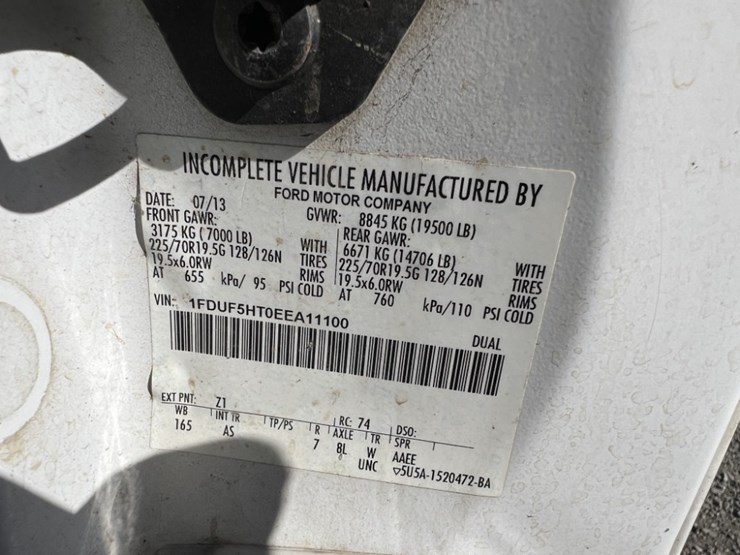 INCOMPLETE VEHICLE MANUFACTURED BY
FORD MOTOR COMPANY
DATE: 07/13 GVWR: 8845 KG (19500 LB)
FRONT GAWR: REAR GAWR:
3175 KG (7000 LB) WITH 6671 KG (14706 LB) WITH
225/70R19.5G 128/126N TIRES 225/70R19.5G 128/126N TIRES
19.5x6.0RW RIMS 19.5x6.0RW RIMS
AT 655 kPa/ 95 PSI COLD AT 760 kPa/110 PSI COLD
VIN: 1FDUF5HT0EEA11100 DUAL
EXT PNT: Z1 RC: 74 DSO:
WB INT TR TP/PS R AXLE TR SPR
165 AS 7 8L W AAEE
UNC ▽5U5A-1520472-BA